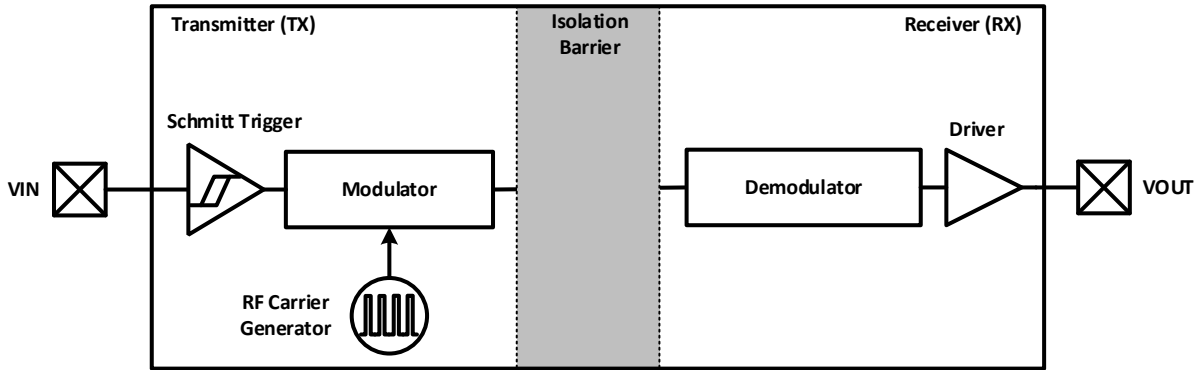 Transmitter (TX)
Isolation
Barrier
Receiver (RX)
Schmitt Trigger
Driver
VIN
Modulator
Demodulator
VOUT
RF Carrier
Generator